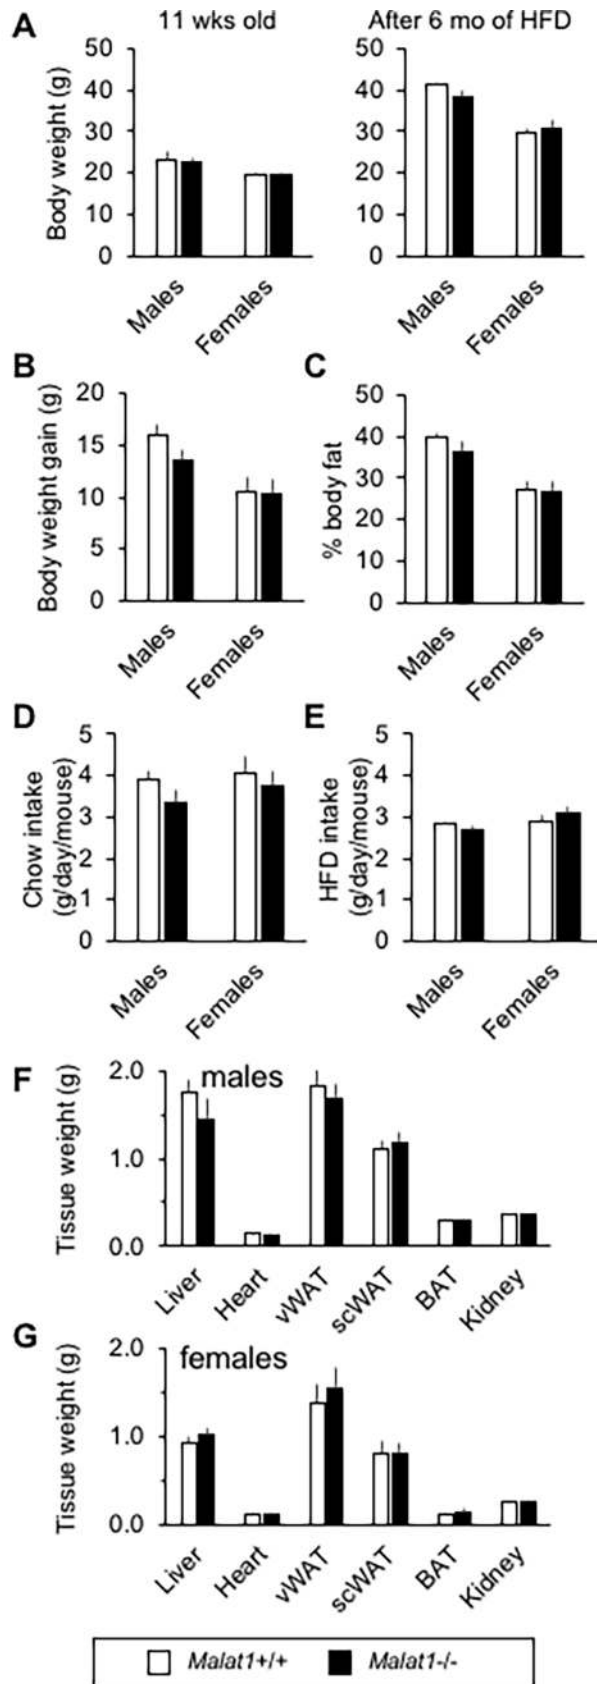 A
11 wks old
After 6 mo of HFD
Body weight (g)
50
40
30
20
10
0
Males
Females
50
40
30
20
10
0
Males
Females
B
Body weight gain (g)
20
15
10
5
0
Males
Females
C
% body fat
50
40
30
20
10
0
Males
Females
D
Chow intake
(g/day/mouse)
5
4
3
2
1
0
Males
Females
E
HFD intake
(g/day/mouse)
5
4
3
2
1
0
Males
Females
F
males
Tissue weight (g)
2.0
1.0
0.0
Liver
Heart
vWAT
scWAT
BAT
Kidney
G
females
Tissue weight (g)
2.0
1.0
0.0
Liver
Heart
vWAT
scWAT
BAT
Kidney
Malat1+/+
Malat1-/-